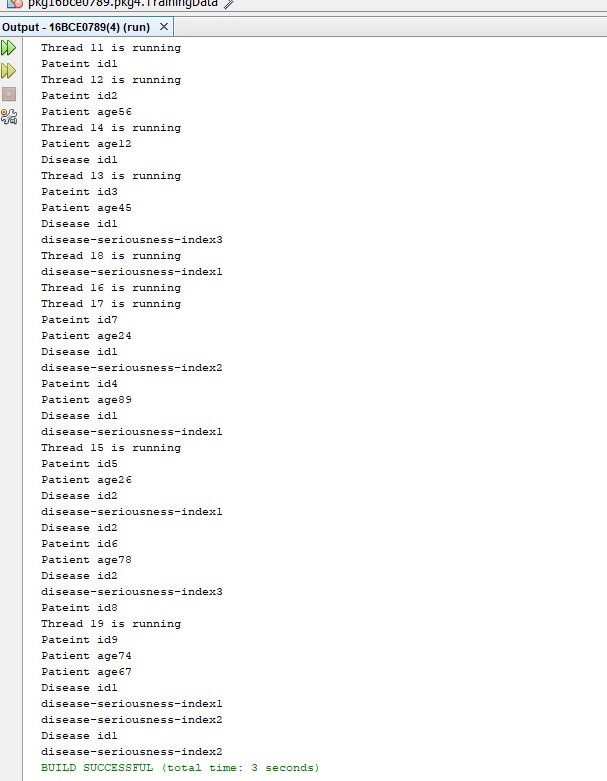 pkg16bce0789.pkg4.TrainingData
Output - 16BCE0789(4) (run) ×
Thread 11 is running
Pateint id1
Thread 12 is running
Pateint id2
Patient age56
Thread 14 is running
Patient age12
Disease id1
Thread 13 is running
Pateint id3
Patient age45
Disease id1
disease-seriousness-index3
Thread 18 is running
disease-seriousness-index1
Thread 16 is running
Thread 17 is running
Pateint id7
Patient age24
Disease id1
disease-seriousness-index2
Pateint id4
Patient age89
Disease id1
disease-seriousness-index1
Thread 15 is running
Pateint id5
Patient age26
Disease id2
disease-seriousness-index1
Disease id2
Pateint id6
Patient age78
Disease id2
disease-seriousness-index3
Pateint id8
Thread 19 is running
Pateint id9
Patient age74
Patient age67
Disease id1
disease-seriousness-index1
disease-seriousness-index2
Disease id1
disease-seriousness-index2
BUILD SUCCESSFUL (total time: 3 seconds)